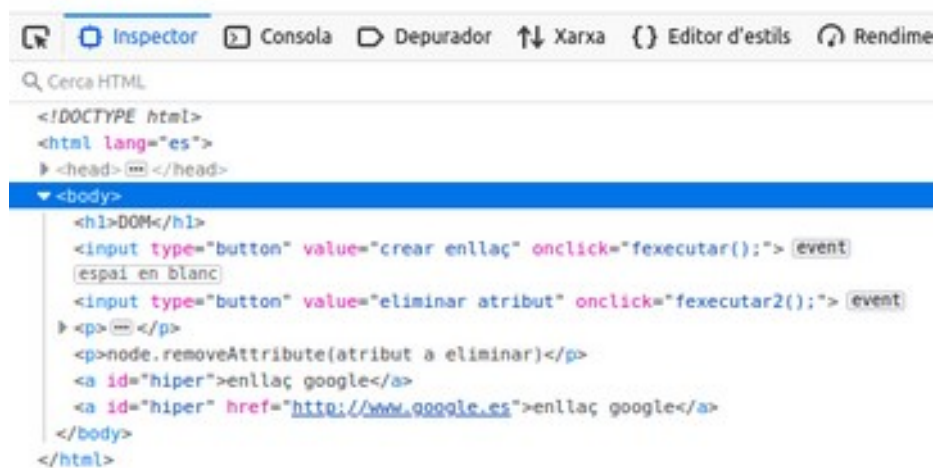 Inspector Consola Depurador Xarxa {} Editor d'estils Rendime
Cerca HTML
<!DOCTYPE html>
<html lang="es">
<head> ... </head>
<body>
<h1>DOM</h1>
<input type="button" value="crear enllaç" onclick="fexecutar();"> event
espai en blanc
<input type="button" value="eliminar atribut" onclick="fexecutar2();"> event
<p> ... </p>
<p>node.removeAttribute(atribut a eliminar)</p>
<a id="hiper">enllaç google</a>
<a id="hiper" href="http://www.google.es">enllaç google</a>
</body>
</html>